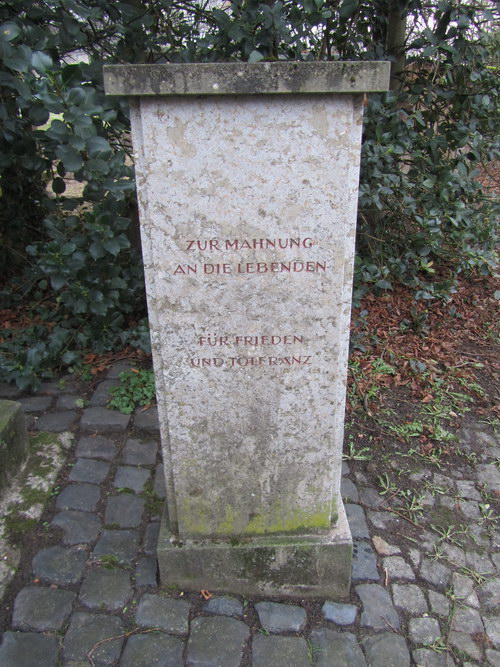 ZUR MAHNUNG
AN DIE LEBENDEN
FÜR FRIEDEN
UND TOLERANZ